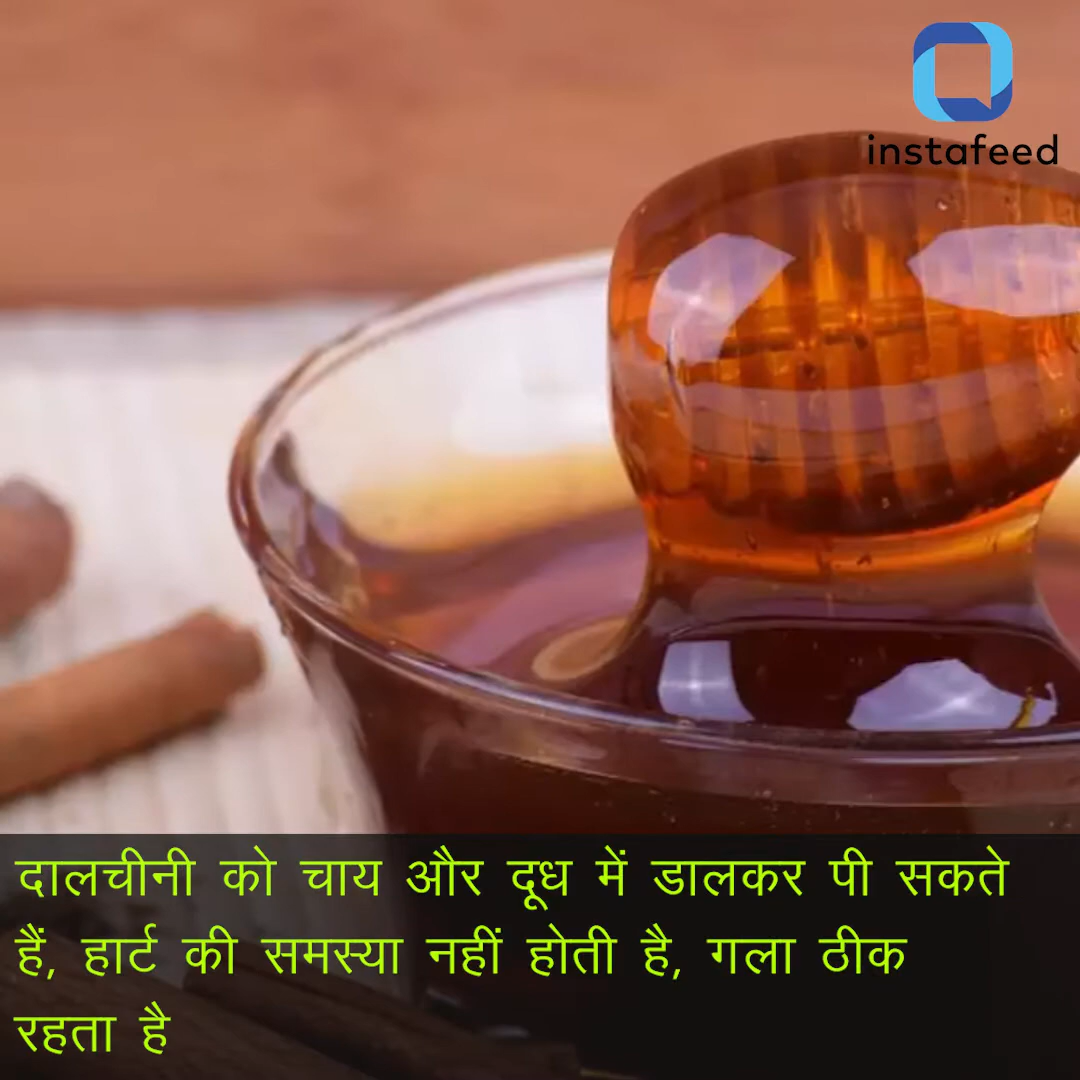 instafeed
दालचीनी को चाय और दूध में डालकर पी सकते
हैं, हार्ट की समस्या नहीं होती है, गला ठीक
रहता है